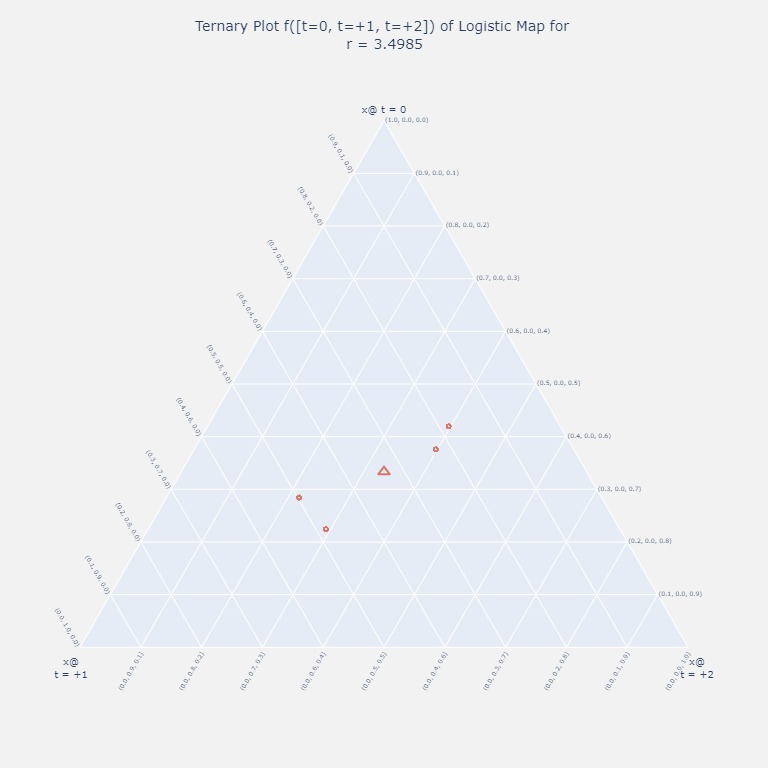 Ternary Plot f([t=0, t=+1, t=+2]) of Logistic Map for
r = 3.4985
x@ t = 0
(1.0, 0.0, 0.0)
(0.9, 0.1, 0.0)
(0.9, 0.0, 0.1)
(0.8, 0.2, 0.0)
(0.8, 0.0, 0.2)
(0.7, 0.3, 0.0)
(0.7, 0.0, 0.3)
(0.6, 0.4, 0.0)
(0.6, 0.0, 0.4)
(0.5, 0.5, 0.0)
(0.5, 0.0, 0.5)
(0.4, 0.6, 0.0)
(0.4, 0.0, 0.6)
(0.3, 0.7, 0.0)
(0.3, 0.0, 0.7)
(0.2, 0.8, 0.0)
(0.2, 0.0, 0.8)
(0.1, 0.9, 0.0)
(0.1, 0.0, 0.9)
(0.0, 1.0, 0.0)
x@
t = +1
(0.0, 0.9, 0.1)
(0.0, 0.8, 0.2)
(0.0, 0.7, 0.3)
(0.0, 0.6, 0.4)
(0.0, 0.5, 0.5)
(0.0, 0.4, 0.6)
(0.0, 0.3, 0.7)
(0.0, 0.2, 0.8)
(0.0, 0.1, 0.9)
(0.0, 0.0, 1.0)
x@
t = +2